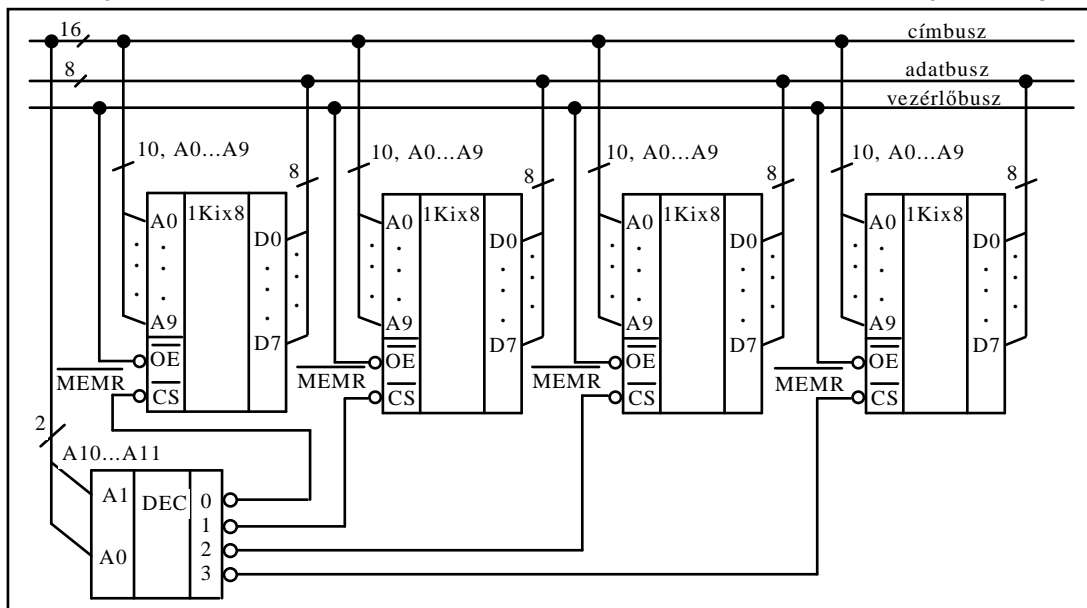 16
címbusz
8
adatbusz
vezérlőbusz
10, A0...A9
8
10, A0...A9
8
10, A0...A9
8
10, A0...A9
8
A0 1Kix8 D0
A0 1Kix8 D0
A0 1Kix8 D0
A0 1Kix8 D0
A9 D7
A9 D7
A9 D7
A9 D7
OE
OE
OE
OE
MEMR
MEMR
MEMR
MEMR
CS
CS
CS
CS
2
A10...A11
A1 DEC 0
1
A0 2
3